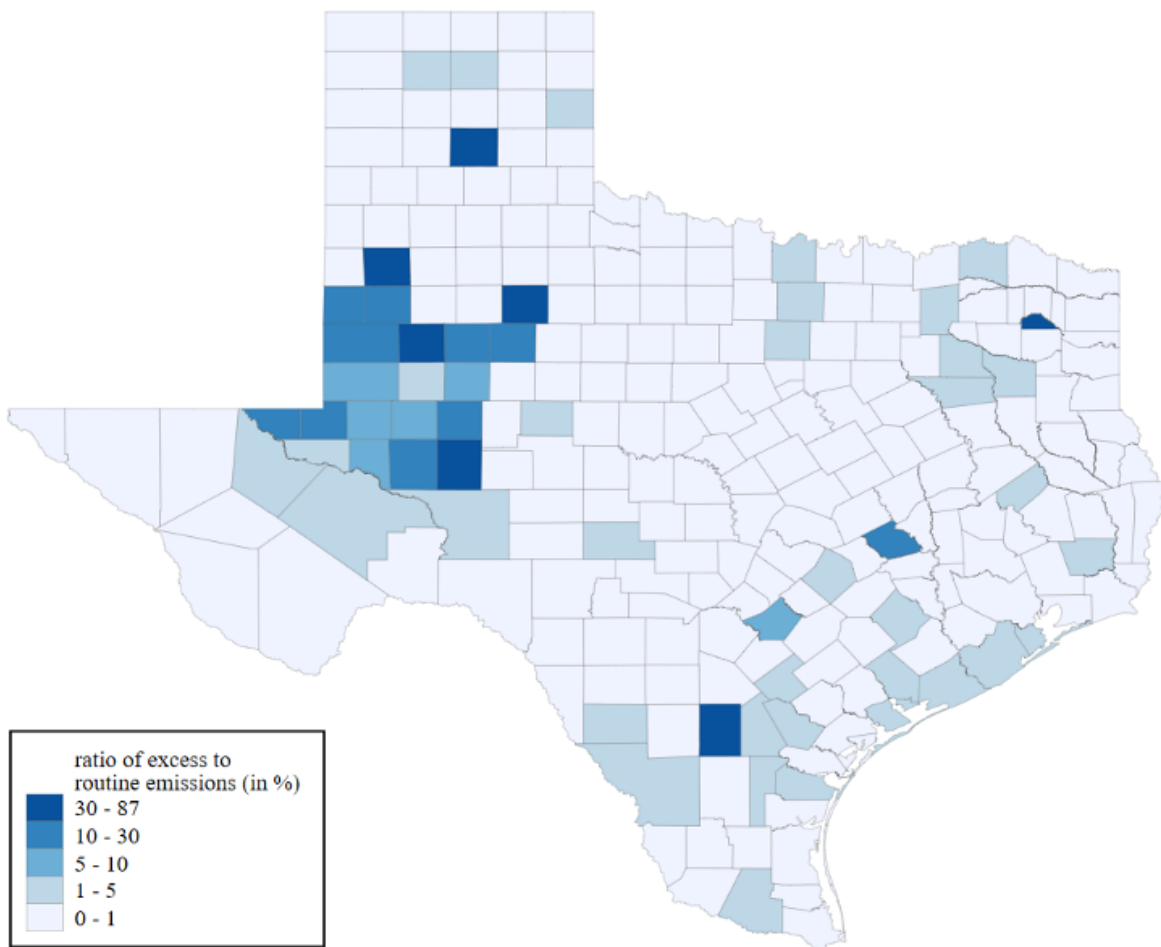 ratio of excess to
routine emissions (in %)
30 - 87
10 - 30
5 - 10
1 - 5
0 - 1